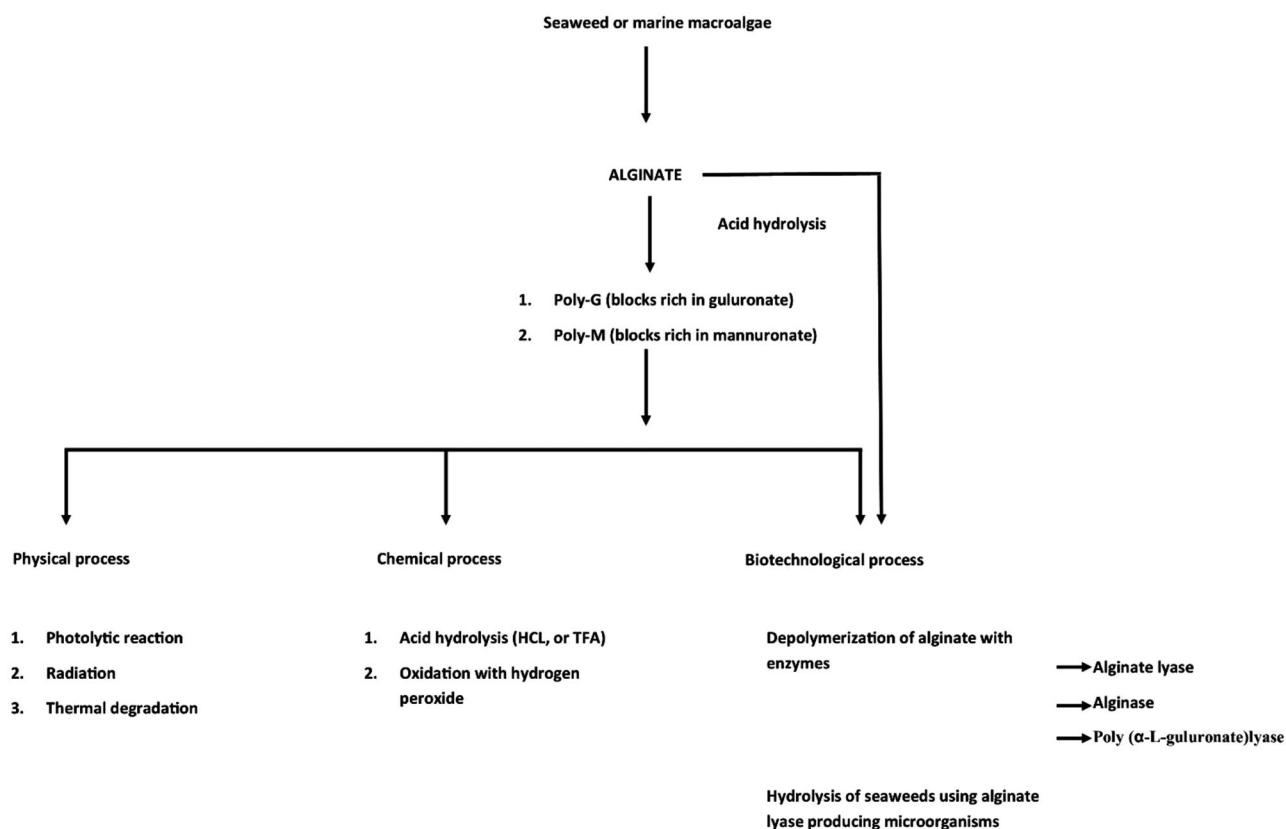 Seaweed or marine macroalgae
ALGINATE
Acid hydrolysis
1. Poly-G (blocks rich in guluronate)
2. Poly-M (blocks rich in mannuronate)
Physical process
Chemical process
Biotechnological process
1. Photolytic reaction
2. Radiation
3. Thermal degradation
1. Acid hydrolysis (HCL, or TFA)
2. Oxidation with hydrogen
peroxide
Depolymerization of alginate with
enzymes
Alginate lyase
Alginase
Poly (α-L-guluronate)lyase
Hydrolysis of seaweeds using alginate
lyase producing microorganisms